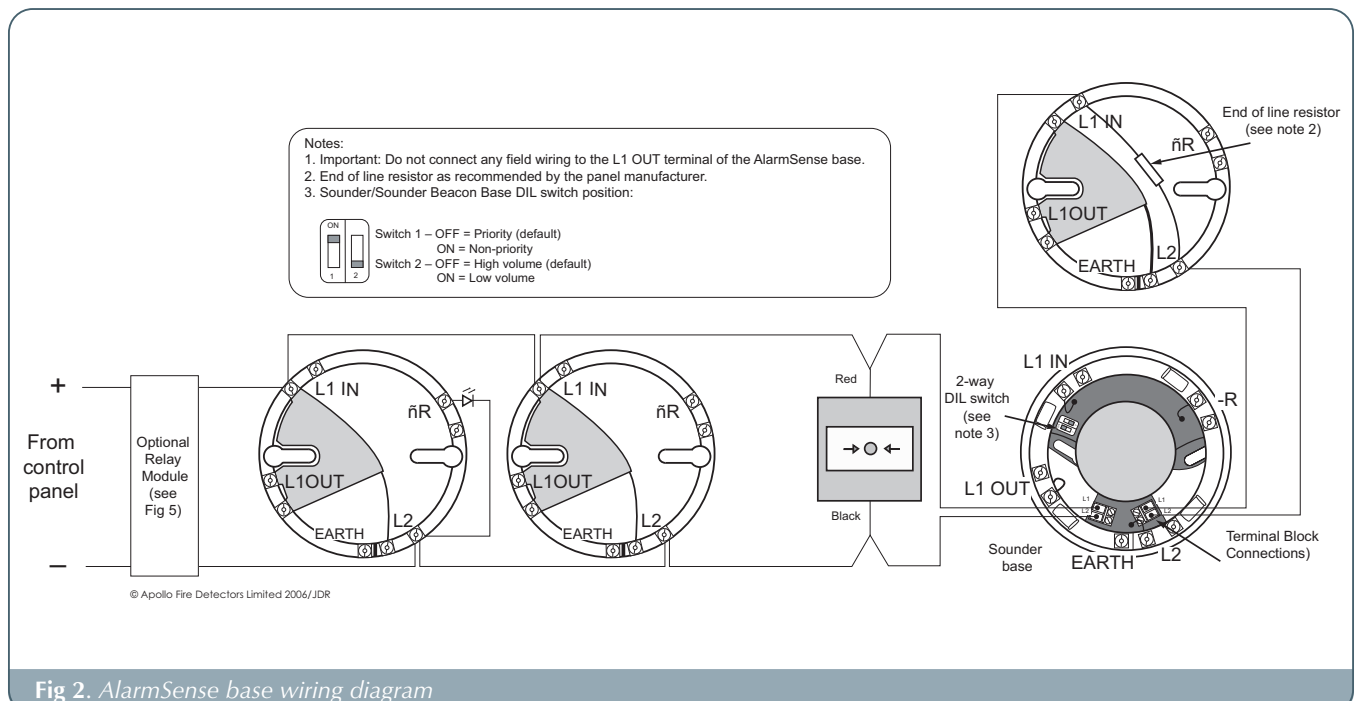 Notes:
1. Important: Do not connect any field wiring to the L1 OUT terminal of the AlarmSense base.
2. End of line resistor as recommended by the panel manufacturer.
3. Sounder/Sounder Beacon Base DIL switch position:
ON
1 2
Switch 1 – OFF = Priority (default)
ON = Non-priority
Switch 2 – OFF = High volume (default)
ON = Low volume
L1 IN
ñR
L1OUT
EARTH
L2
End of line resistor
(see note 2)
+
From
control
panel
–
Optional
Relay
Module
(see
Fig 5)
L1 IN
ñR
L1OUT
EARTH
L2
L1 IN
ñR
L1OUT
EARTH
L2
Red
Black
L1 IN
2-way
DIL switch
(see
note 3)
-R
L1 OUT
L1
L2
L1
L2
Sounder
base
EARTH
L2
Terminal Block
Connections)
© Apollo Fire Detectors Limited 2006/JDR
Fig 2. AlarmSense base wiring diagram